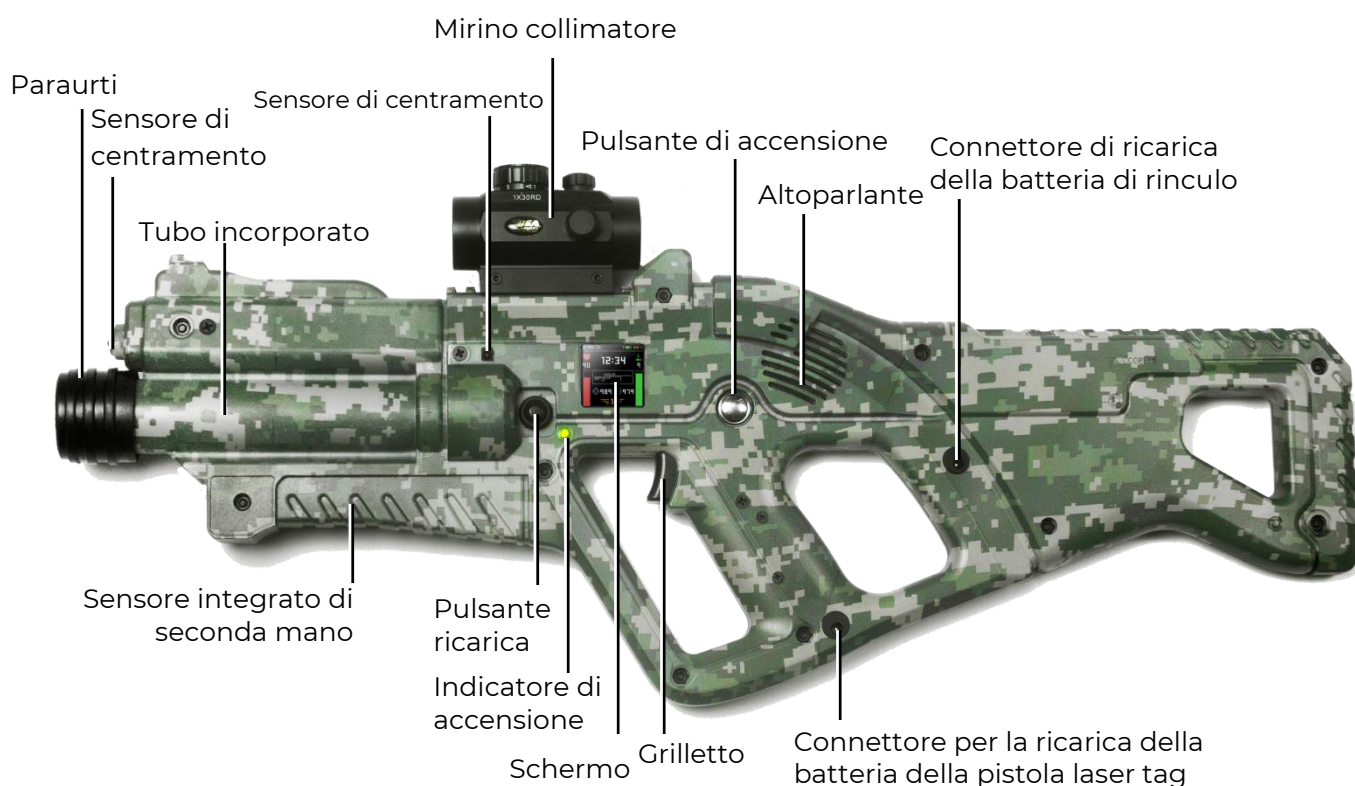 Mirino collimatore
Paraurti
Sensore di centramento
Sensore di
centramento
Pulsante di accensione
Connettore di ricarica
della batteria di rinculo
Altoparlante
Tubo incorporato
1X30RD
12:34
Sensore integrato di
seconda mano
Pulsante
ricarica
Indicatore di
accensione
Schermo
Grilletto
Connettore per la ricarica della
batteria della pistola laser tag